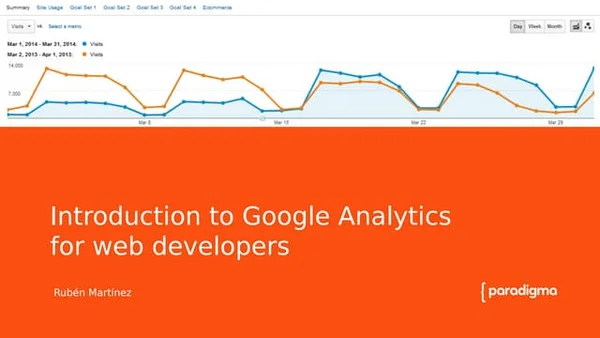 Summary Site Usage Goal Set 1 Goal Set 2 Goal Set 3 Goal Set 4 Ecommerce
Visits vs. Select a metric Day Week Month
Mar 1, 2014 - Mar 31, 2014: Visits
Mar 2, 2013 - Apr 1, 2013: Visits
14,000
7,000
Mar 8 Mar 15 Mar 22 Mar 29
Introduction to Google Analytics
for web developers
Rubén Martínez
{paradigma